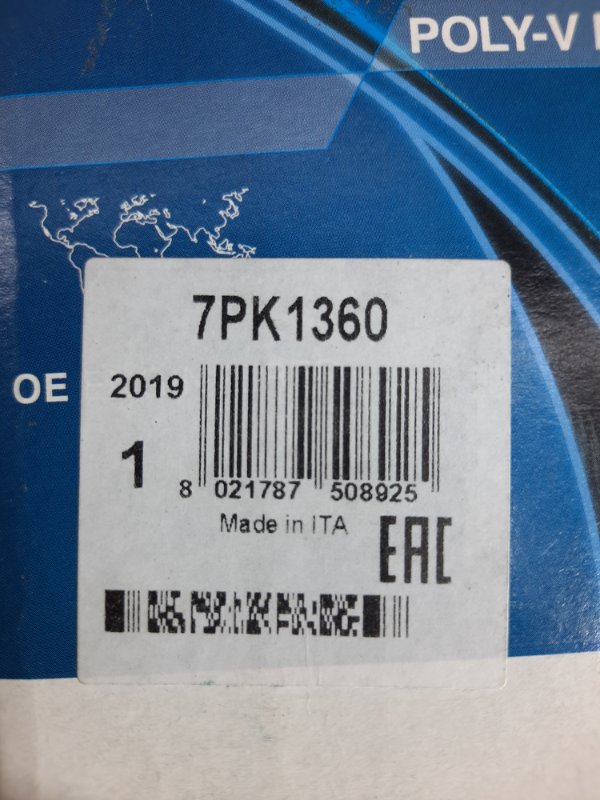 POLY-V
7PK1360
OE
2019
1
8 021787 508925
Made in ITA
EAC